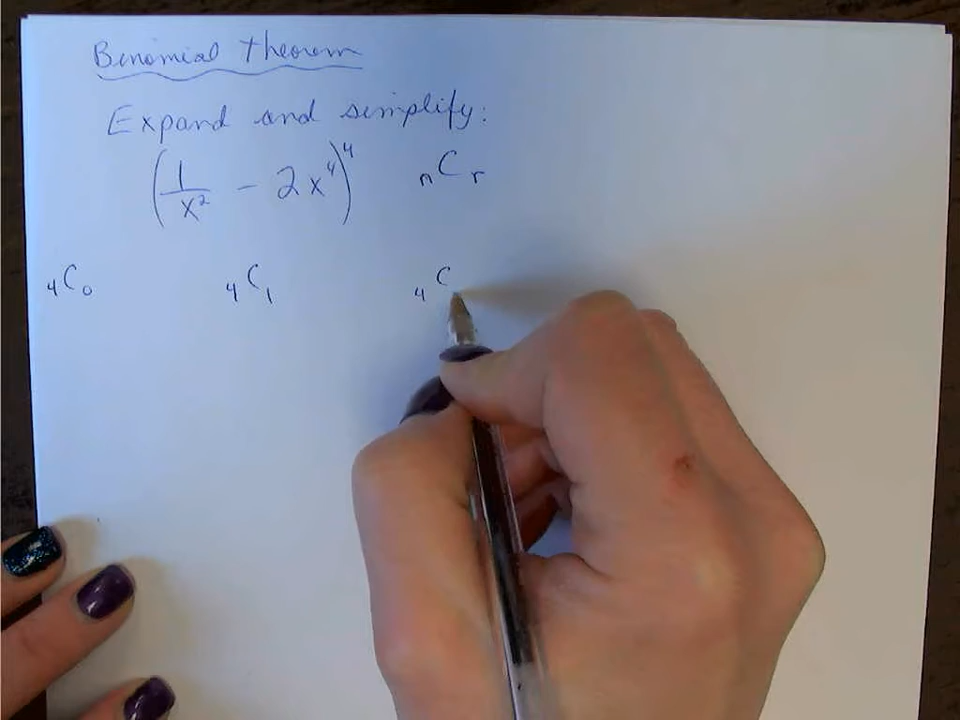 Binomial Theorem
Expand and simplify:
(1/x² - 2x⁴)⁴ ₙCᵣ
₄C₀ ₄C₁ ₄C